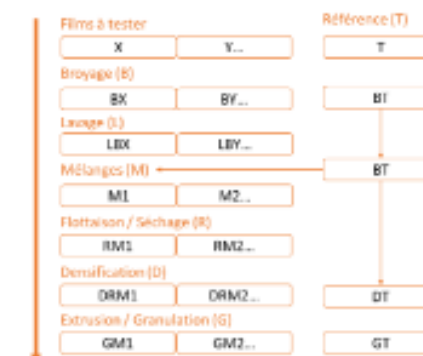 Films à tester
Référence (T)
X
Y...
T
Broyage (B)
BX
BY...
BT
Lavage (L)
LBX
LBY...
Mélanges (M)
BT
M1
M2...
Flottaison / Séchage (R)
RM1
RM2...
Densification (D)
DRM1
DRM2...
DT
Extrusion / Granulation (G)
GM1
GM2...
GT